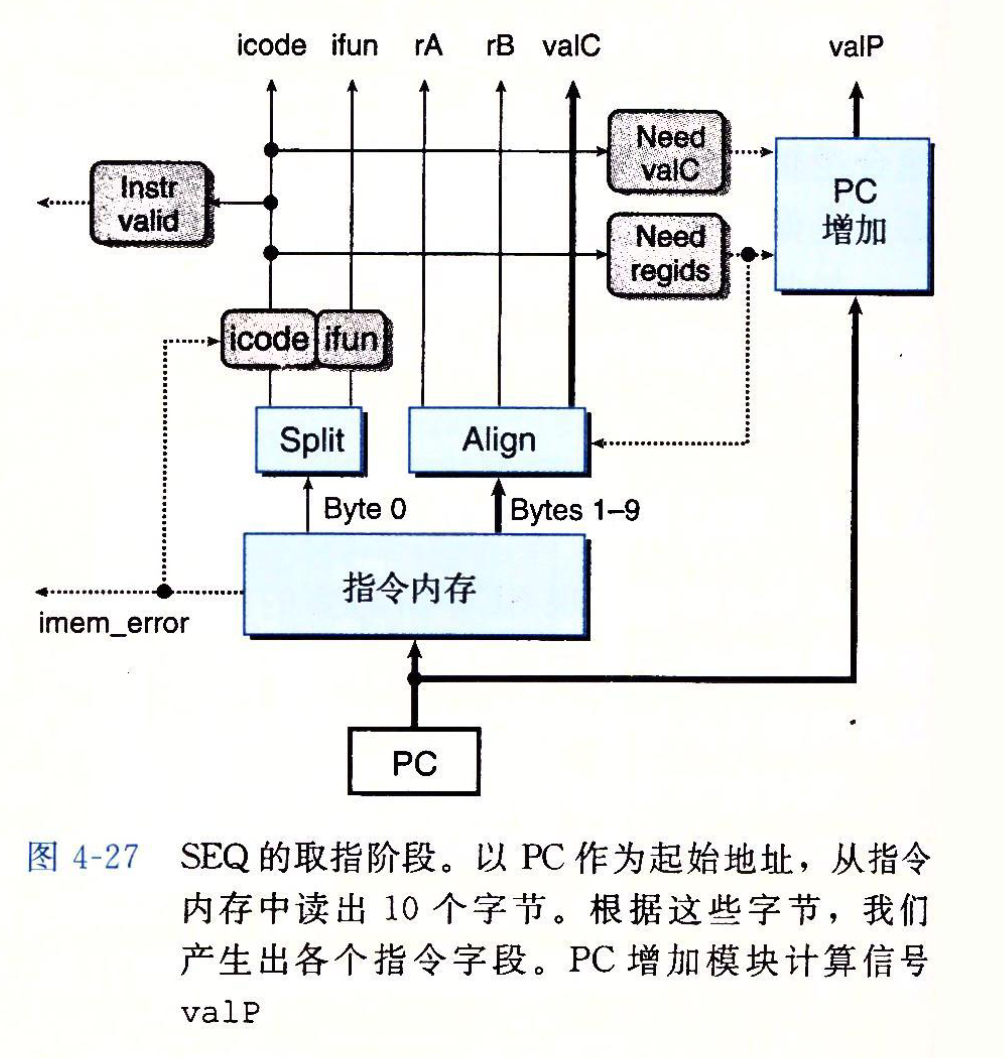 icode ifun rA rB valC valP
Need
valC
Instr
valid
PC
增加
Need
regids
icode ifun
Split Align
Byte 0 Bytes 1–9
指令内存
imem_error
PC
图 4-27 SEQ 的取指阶段。以 PC 作为起始地址，从指令
内存中读出 10 个字节。根据这些字节，我们
产生出各个指令字段。PC 增加模块计算信号
valP